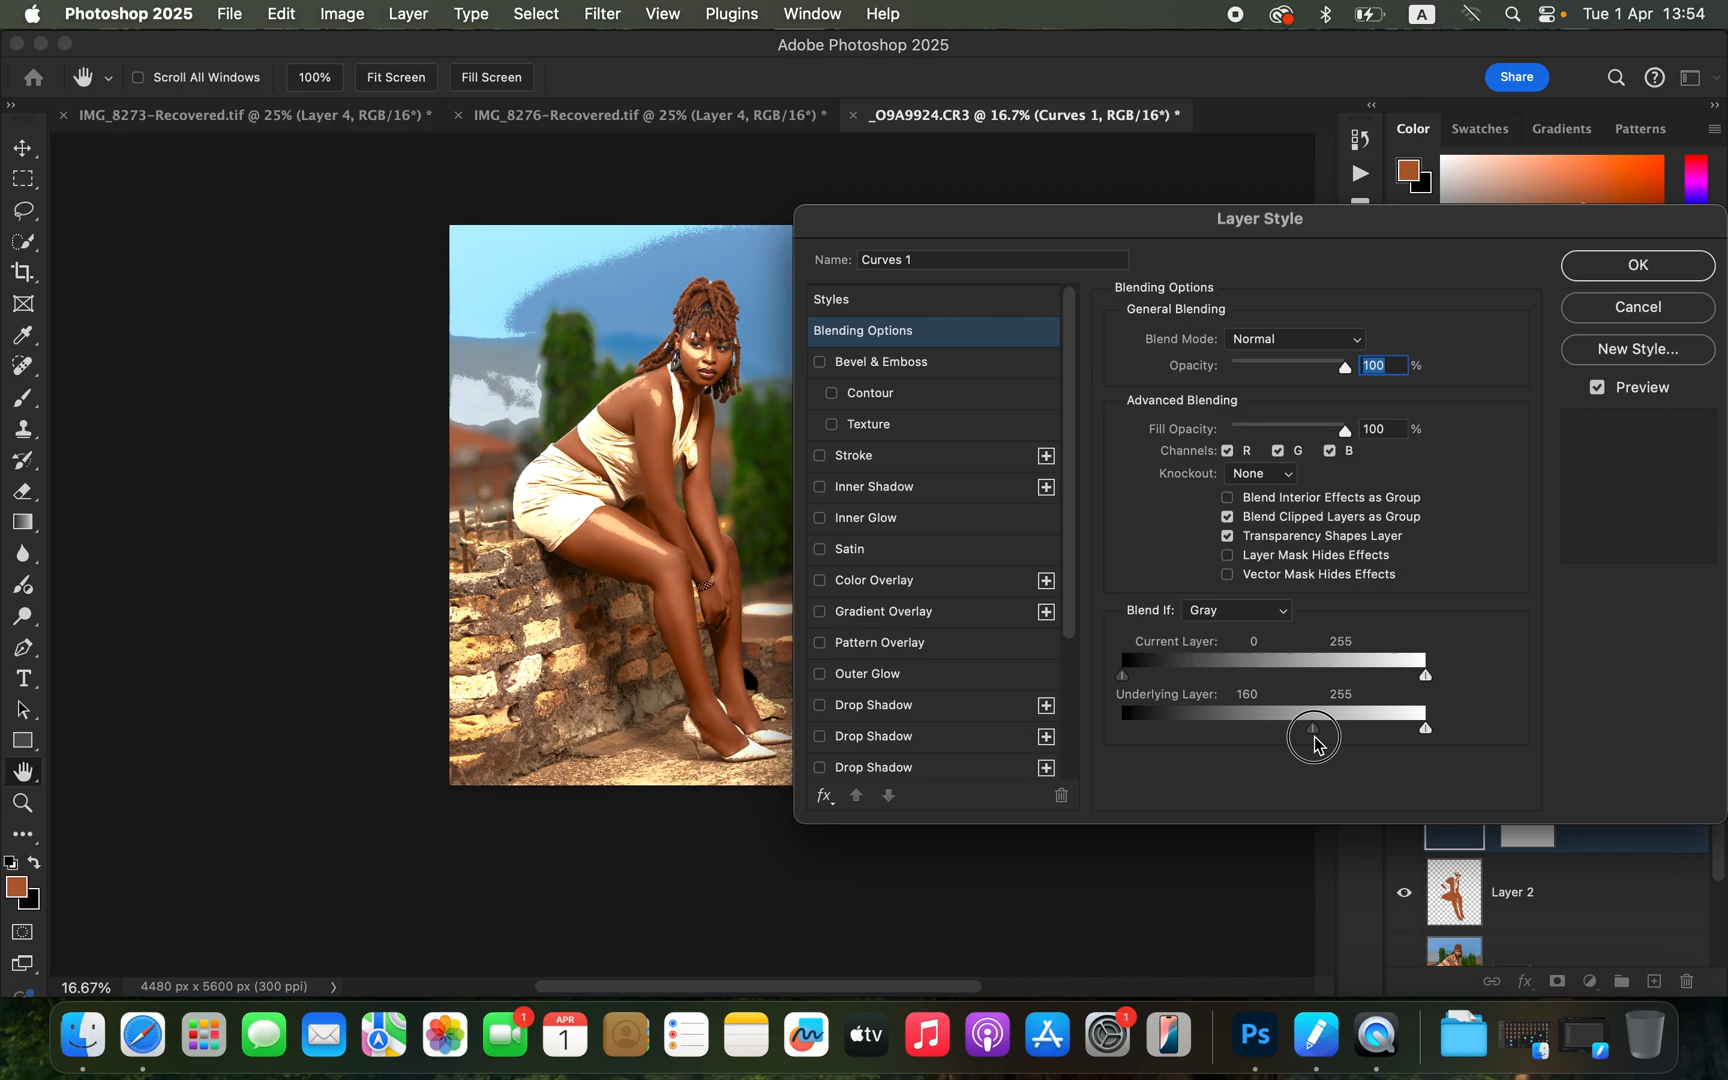 Photoshop 2025 File Edit Image Layer Type Select Filter View Plugins Window Help A Tue 1 Apr 13:54
Adobe Photoshop 2025
Scroll All Windows 100% Fit Screen Fill Screen Share
× IMG_8273-Recovered.tif @ 25% (Layer 4, RGB/16*) * × IMG_8276-Recovered.tif @ 25% (Layer 4, RGB/16*) * × _O9A9924.CR3 @ 16.7% (Curves 1, RGB/16*) *
Color Swatches Gradients Patterns
Layer Style
Name: Curves 1
OK
Cancel
New Style...
Preview
Styles
Blending Options
Bevel & Emboss
Contour
Texture
Stroke
Inner Shadow
Inner Glow
Satin
Color Overlay
Gradient Overlay
Pattern Overlay
Outer Glow
Drop Shadow
Drop Shadow
Drop Shadow
fx
Blending Options
General Blending
Blend Mode: Normal
Opacity: 100 %
Advanced Blending
Fill Opacity: 100 %
Channels: R G B
Knockout: None
Blend Interior Effects as Group
Blend Clipped Layers as Group
Transparency Shapes Layer
Layer Mask Hides Effects
Vector Mask Hides Effects
Blend If: Gray
Current Layer: 0 255
Underlying Layer: 160 255
Layer 2
fx
16.67% 4480 px x 5600 px (300 ppi)
1
APR
1
tv
1
Ps